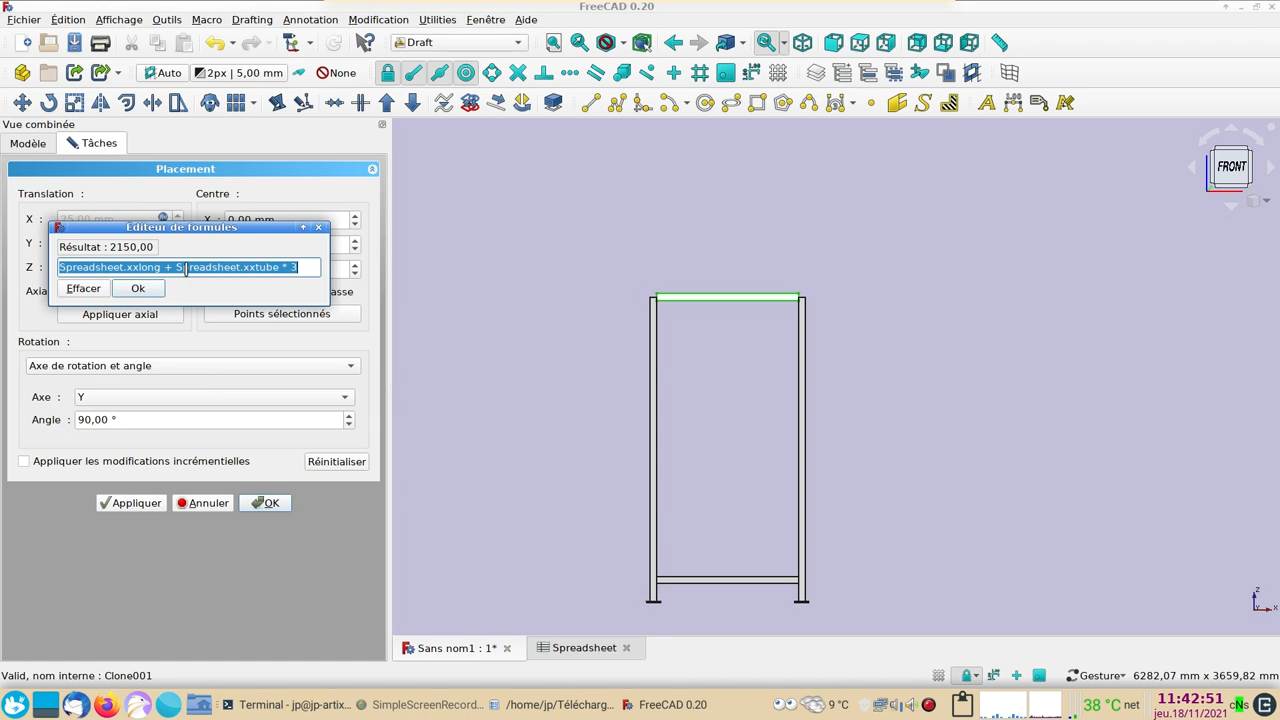 FreeCAD 0.20
Fichier Édition Affichage Outils Macro Drafting Annotation Modification Utilities Fenêtre Aide
Draft
Auto 2px | 5,00 mm None
Vue combinée
Modèle Tâches
Placement
Translation : Centre :
X : 25,00 mm X : 0,00 mm
Éditeur de formules
Y :
Résultat : 2150,00
Z : Spreadsheet.xxlong + Spreadsheet.xxtube * 3
Effacer Ok
Axia asse
Appliquer axial Points sélectionnés
Rotation :
Axe de rotation et angle
Axe : Y
Angle : 90,00 °
Appliquer les modifications incrémentielles Réinitialiser
Appliquer Annuler OK
FRONT
z
x
Sans nom1 : 1* Spreadsheet
Valid, nom interne : Clone001 Gesture 6282,07 mm x 3659,82 mm
Terminal - jp@jp-artix... SimpleScreenRecord... /home/jp/Télécharg... FreeCAD 0.20 9 °C 38 °C net 11:42:51 cNs
jeu.18/11/2021